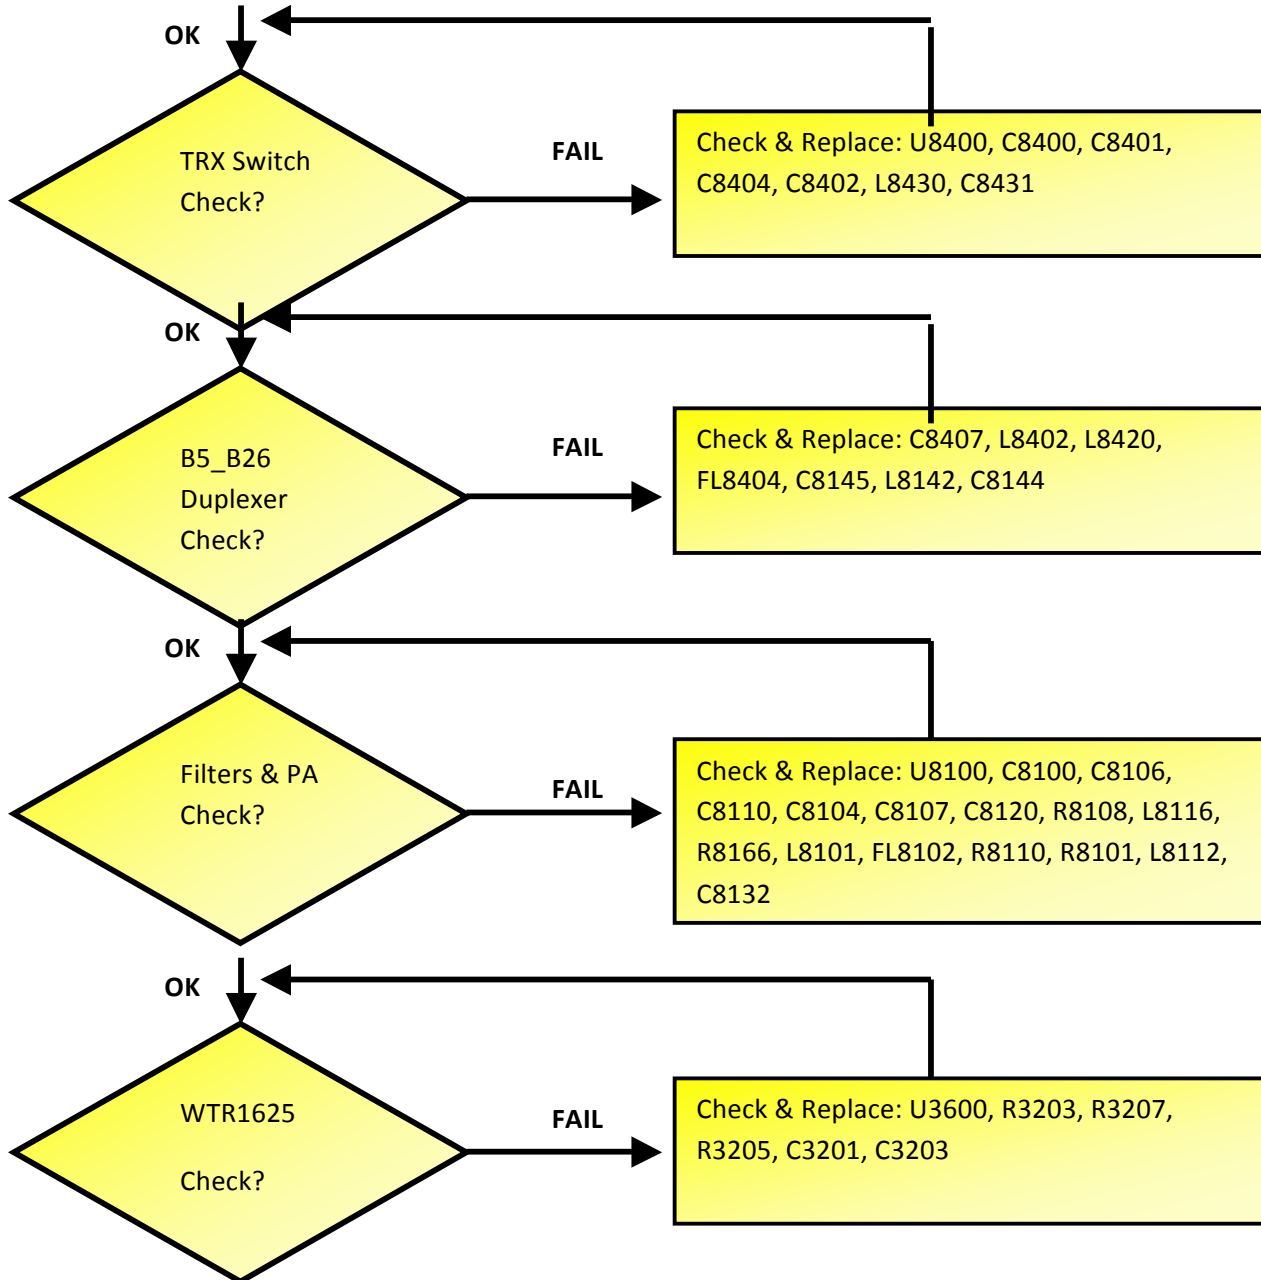 OK
TRX Switch
Check?
FAIL
Check & Replace: U8400, C8400, C8401,
C8404, C8402, L8430, C8431
OK
B5_B26
Duplexer
Check?
FAIL
Check & Replace: C8407, L8402, L8420,
FL8404, C8145, L8142, C8144
OK
Filters & PA
Check?
FAIL
Check & Replace: U8100, C8100, C8106,
C8110, C8104, C8107, C8120, R8108, L8116,
R8166, L8101, FL8102, R8110, R8101, L8112,
C8132
OK
WTR1625
Check?
FAIL
Check & Replace: U3600, R3203, R3207,
R3205, C3201, C3203